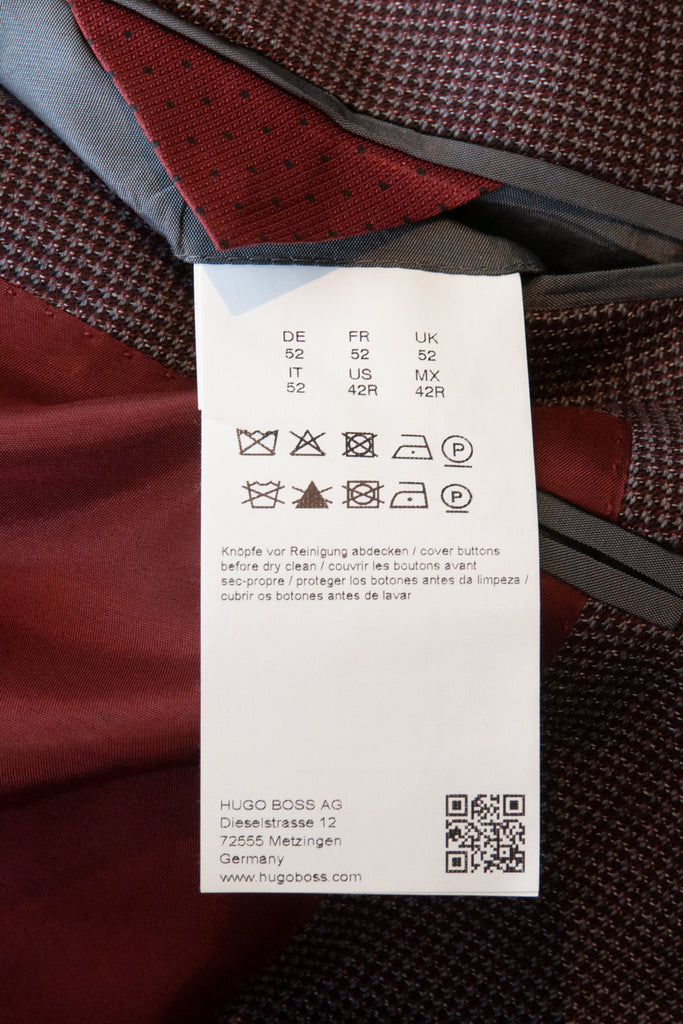 DE FR UK
52 52 52
IT US MX
52 42R 42R
P
P
Knöpfe vor Reinigung abdecken / cover buttons
before dry clean / couvrir les boutons avant
sec-propre / proteger los botones antes da limpeza /
cubrir os botones antes de lavar
HUGO BOSS AG
Dieselstrasse 12
72555 Metzingen
Germany
www.hugoboss.com